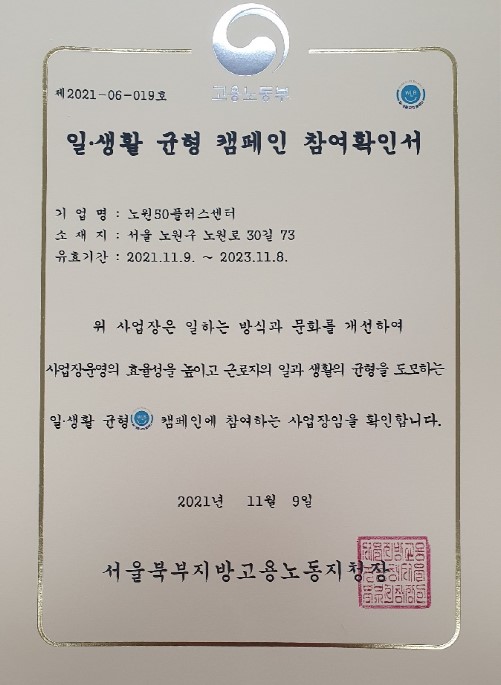 고용노동부
제2021-06-019호
일·생활 균형 캠페인 참여확인서
기 업 명 : 노원50플러스센터
소 재 지 : 서울 노원구 노원로 30길 73
유효기간 : 2021.11.9. ~ 2023.11.8.
위 사업장은 일하는 방식과 문화를 개선하여
사업장운영의 효율성을 높이고 근로자의 일과 생활의 균형을 도모하는
일·생활 균형 캠페인에 참여하는 사업장임을 확인합니다.
2021년 11월 9일
서울북부지방고용노동지청장